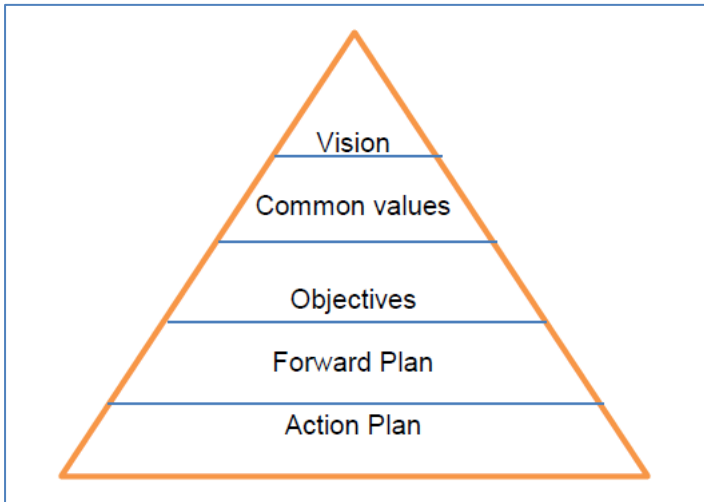 Vision
Common values
Objectives
Forward Plan
Action Plan